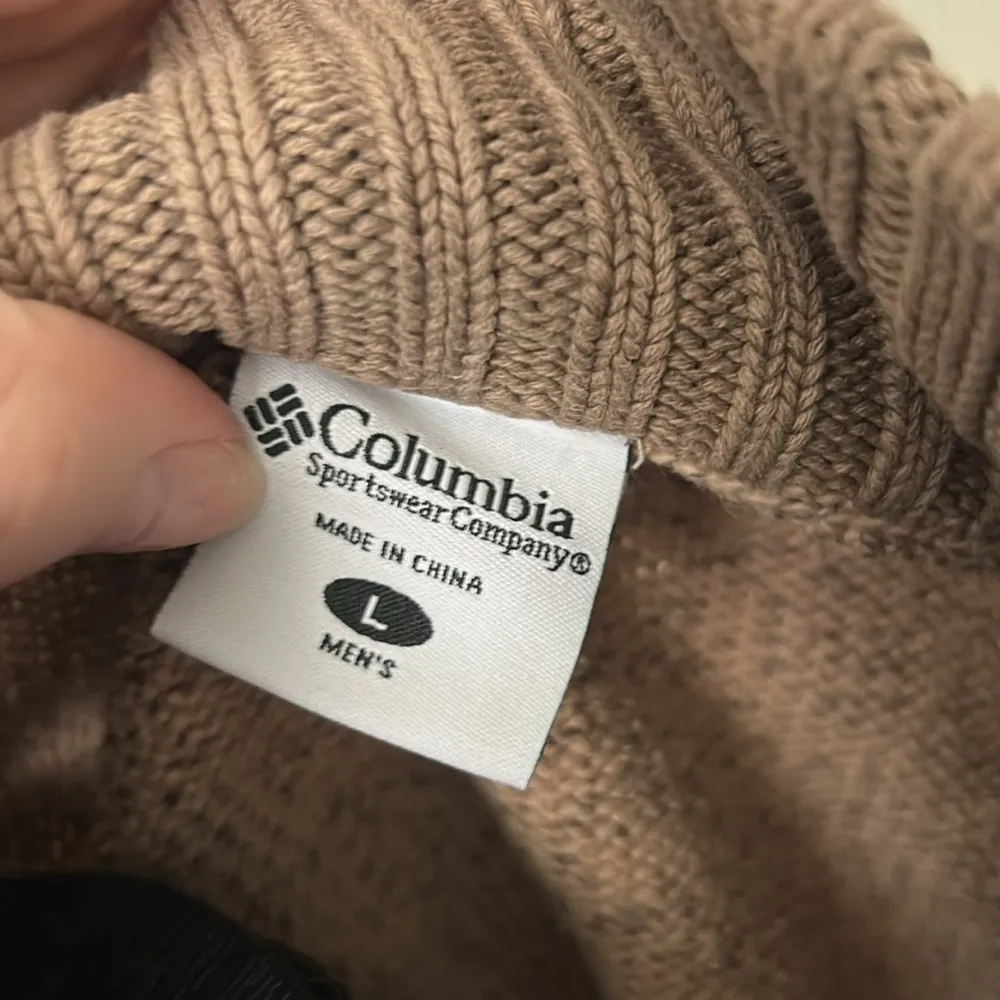 Columbia
Sportswear Company®
MADE IN CHINA
L
MEN'S